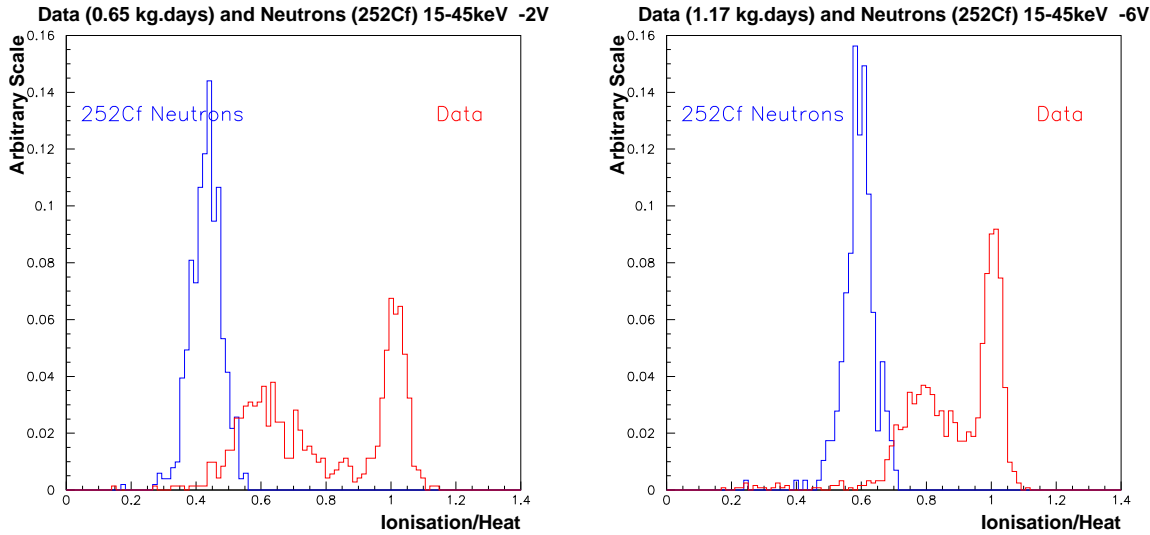 Data (0.65 kg.days) and Neutrons (252Cf) 15-45keV -2V
Arbitrary Scale
252Cf Neutrons
Data
0.16
0.14
0.12
0.1
0.08
0.06
0.04
0.02
0
0 0.2 0.4 0.6 0.8 1 1.2 1.4
Ionisation/Heat
Data (1.17 kg.days) and Neutrons (252Cf) 15-45keV -6V
Arbitrary Scale
252Cf Neutrons
Data
0.16
0.14
0.12
0.1
0.08
0.06
0.04
0.02
0
0 0.2 0.4 0.6 0.8 1 1.2 1.4
Ionisation/Heat